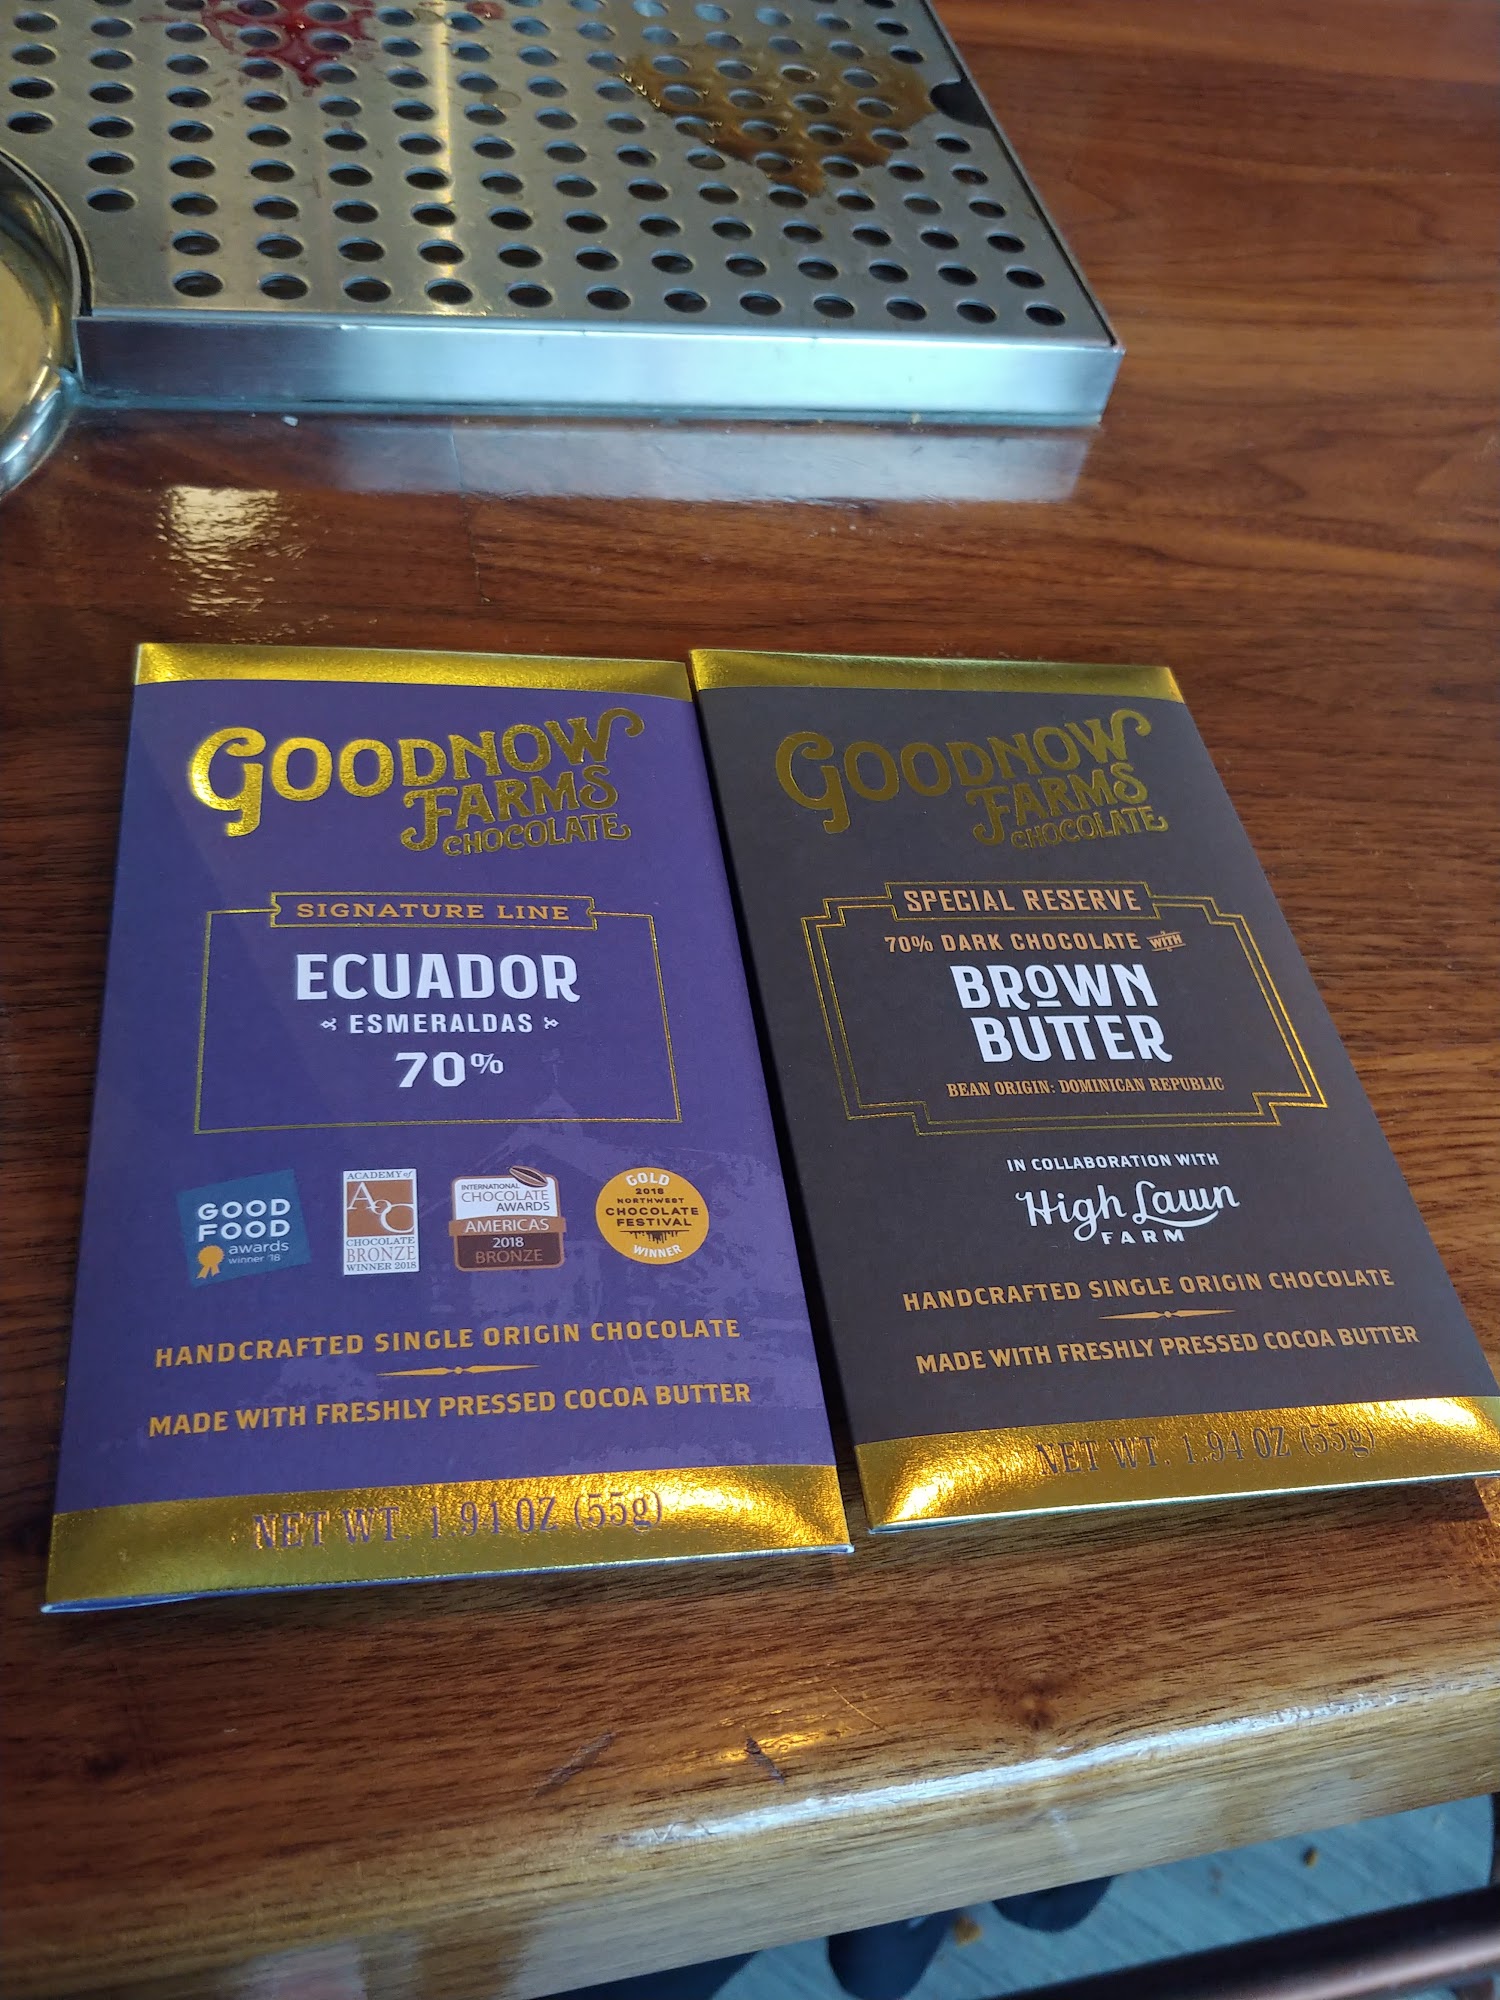 GOODNOW
FARMS
CHOCOLATE
SIGNATURE LINE
ECUADOR
ESMERALDAS
70%
GOOD
FOOD
awards
winner '18
ACADEMY of
AOC
CHOCOLATE
BRONZE
WINNER 2018
INTERNATIONAL
CHOCOLATE
AWARDS
AMERICAS
2018
BRONZE
GOLD
2018
NORTHWEST
CHOCOLATE
FESTIVAL
WINNER
HANDCRAFTED SINGLE ORIGIN CHOCOLATE
MADE WITH FRESHLY PRESSED COCOA BUTTER
NET WT. 1.94 OZ (55g)
GOODNOW
FARMS
CHOCOLATE
SPECIAL RESERVE
70% DARK CHOCOLATE WITH
BROWN
BUTTER
BEAN ORIGIN: DOMINICAN REPUBLIC
IN COLLABORATION WITH
High Lawn
FARM
HANDCRAFTED SINGLE ORIGIN CHOCOLATE
MADE WITH FRESHLY PRESSED COCOA BUTTER
NET WT. 1.94 OZ (55g)